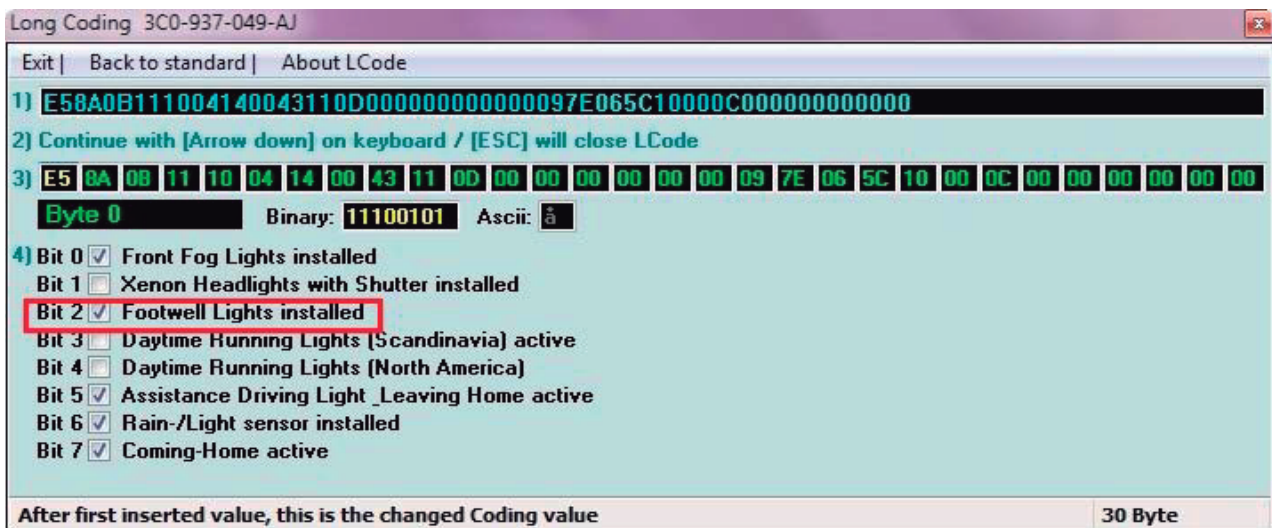 Long Coding 3C0-937-049-AJ
Exit | Back to standard | About LCode
1) E58A0B111004140043110D000000000000097E065C10000C000000000000
2) Continue with [Arrow down] on keyboard / [ESC] will close LCode
3) E5 8A 0B 11 10 04 14 00 43 11 0D 00 00 00 00 00 00 09 7E 06 5C 10 00 0C 00 00 00 00 00 00
Byte 0 Binary: 11100101 Ascii: å
4) Bit 0 Front Fog Lights installed
Bit 1 Xenon Headlights with Shutter installed
Bit 2 Footwell Lights installed
Bit 3 Daytime Running Lights (Scandinavia) active
Bit 4 Daytime Running Lights (North America)
Bit 5 Assistance Driving Light _Leaving Home active
Bit 6 Rain-/Light sensor installed
Bit 7 Coming-Home active
After first inserted value, this is the changed Coding value 30 Byte